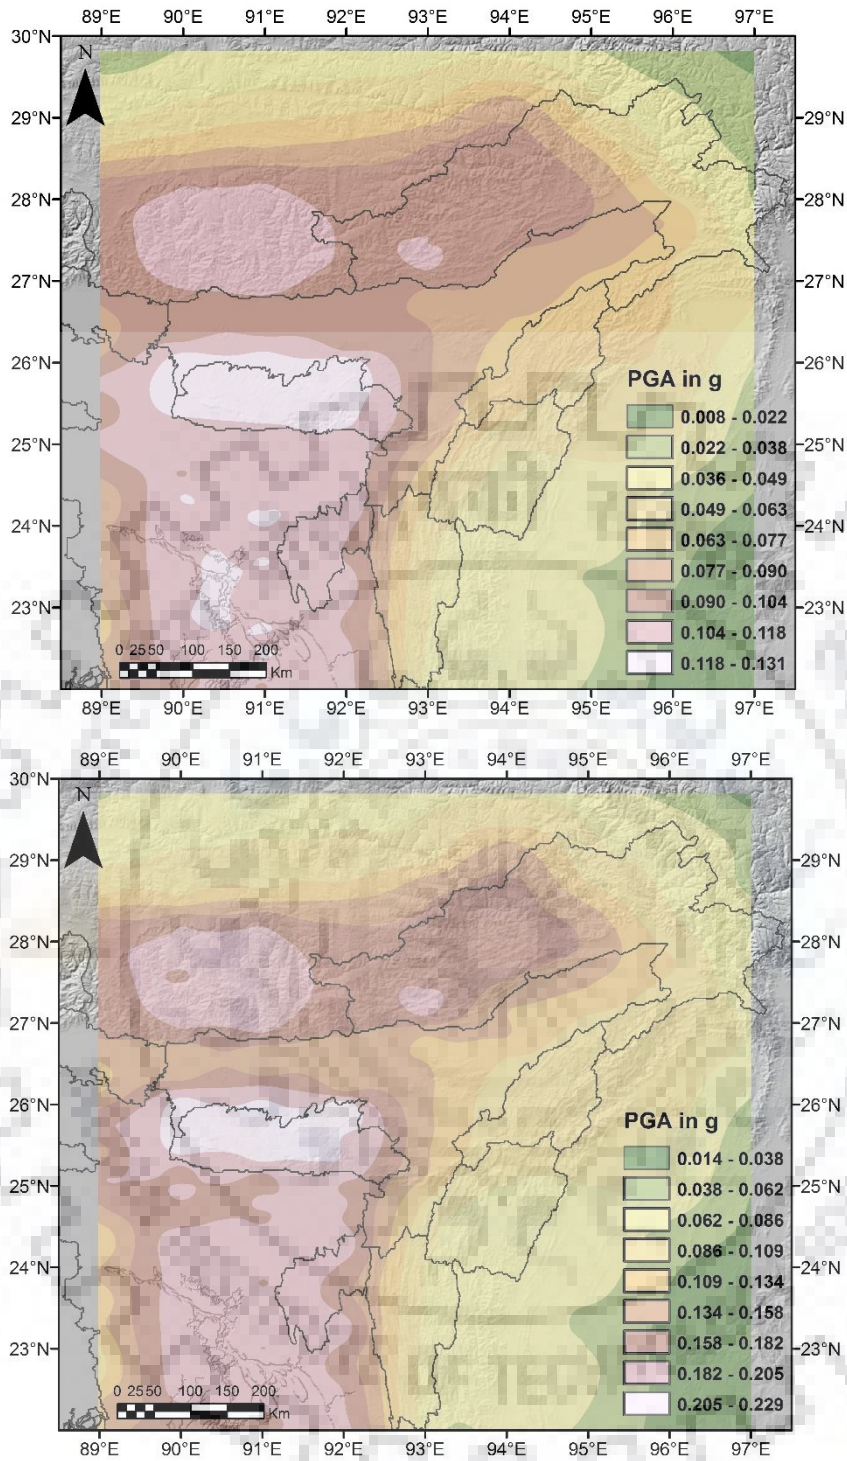 89°E 90°E 91°E 92°E 93°E 94°E 95°E 96°E 97°E
30°N
N
29°N 29°N
28°N 28°N
27°N 27°N
26°N 26°N
PGA in g
0.008 - 0.022
25°N 25°N
0.022 - 0.038
0.036 - 0.049
24°N 24°N
0.049 - 0.063
0.063 - 0.077
0.077 - 0.090
23°N 23°N
0.090 - 0.104
0.104 - 0.118
0.118 - 0.131
0 25 50 100 150 200
Km
89°E 90°E 91°E 92°E 93°E 94°E 95°E 96°E 97°E
89°E 90°E 91°E 92°E 93°E 94°E 95°E 96°E 97°E
30°N
N
29°N 29°N
28°N 28°N
27°N 27°N
26°N 26°N
PGA in g
0.014 - 0.038
25°N 25°N
0.038 - 0.062
0.062 - 0.086
24°N 24°N
0.086 - 0.109
0.109 - 0.134
0.134 - 0.158
23°N 23°N
0.158 - 0.182
0.182 - 0.205
0.205 - 0.229
0 25 50 100 150 200
Km
89°E 90°E 91°E 92°E 93°E 94°E 95°E 96°E 97°E